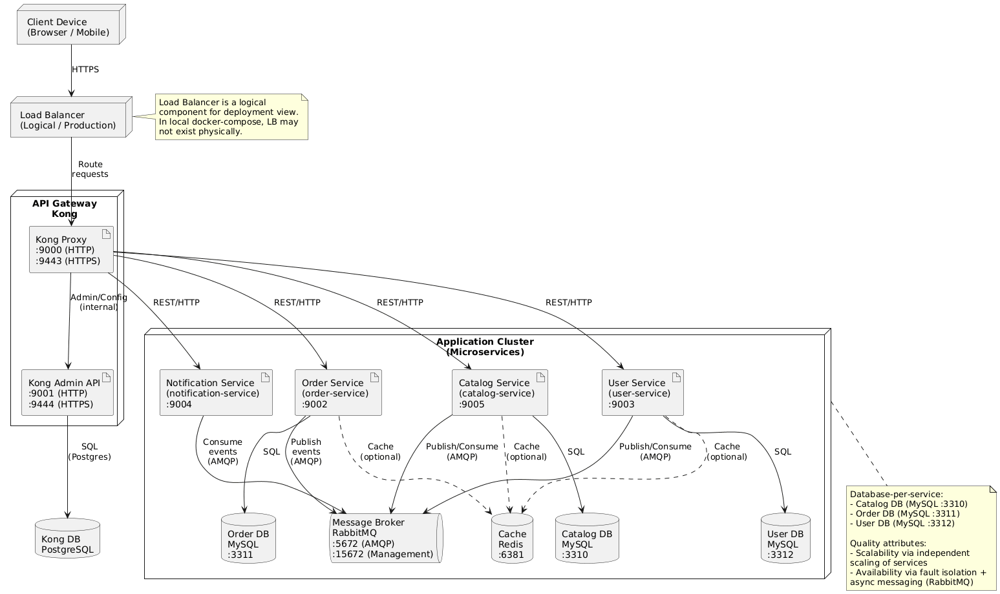 Client Device
(Browser / Mobile)
HTTPS
Load Balancer
(Logical / Production)
Load Balancer is a logical
component for deployment view.
In local docker-compose, LB may
not exist physically.
Route
requests
API Gateway
Kong
Kong Proxy
:9000 (HTTP)
:9443 (HTTPS)
Admin/Config
(internal)
REST/HTTP
REST/HTTP
REST/HTTP
REST/HTTP
Application Cluster
(Microservices)
Kong Admin API
:9001 (HTTP)
:9444 (HTTPS)
Notification Service
(notification-service)
:9004
Order Service
(order-service)
:9002
Catalog Service
(catalog-service)
:9005
User Service
(user-service)
:9003
SQL
(Postgres)
Consume
events
(AMQP)
SQL
Publish
events
(AMQP)
Cache
(optional)
Publish/Consume
(AMQP)
Cache
(optional)
SQL
Publish/Consume
(AMQP)
Cache
(optional)
SQL
Kong DB
PostgreSQL
Order DB
MySQL
:3311
Message Broker
RabbitMQ
:5672 (AMQP)
:15672 (Management)
Cache
Redis
:6381
Catalog DB
MySQL
:3310
User DB
MySQL
:3312
Database-per-service:
- Catalog DB (MySQL :3310)
- Order DB (MySQL :3311)
- User DB (MySQL :3312)
Quality attributes:
- Scalability via independent
scaling of services
- Availability via fault isolation +
async messaging (RabbitMQ)